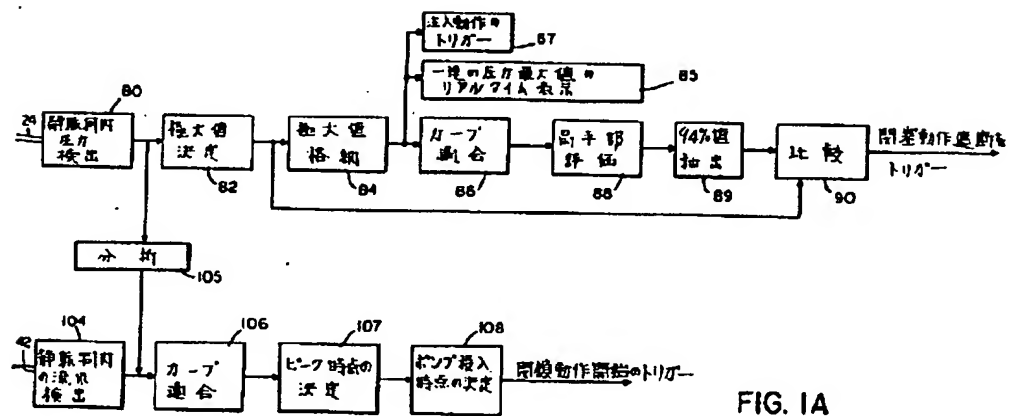 注入動作の
トリガー
87
一連の圧力最大値の
リアルタイム表示
85
80
24
静脈洞内
圧力
検出
極大値
決定
82
極大値
格納
84
カーブ
適合
86
高平部
評価
88
94%値
抽出
89
比較
90
閉塞動作遮断を
トリガー
分析
105
104
42
静脈洞内
の流れ
検出
カーブ
適合
106
ピーク時点の
決定
107
ポンプ投入
時点の決定
108
動作開始のトリガー
FIG. 1A